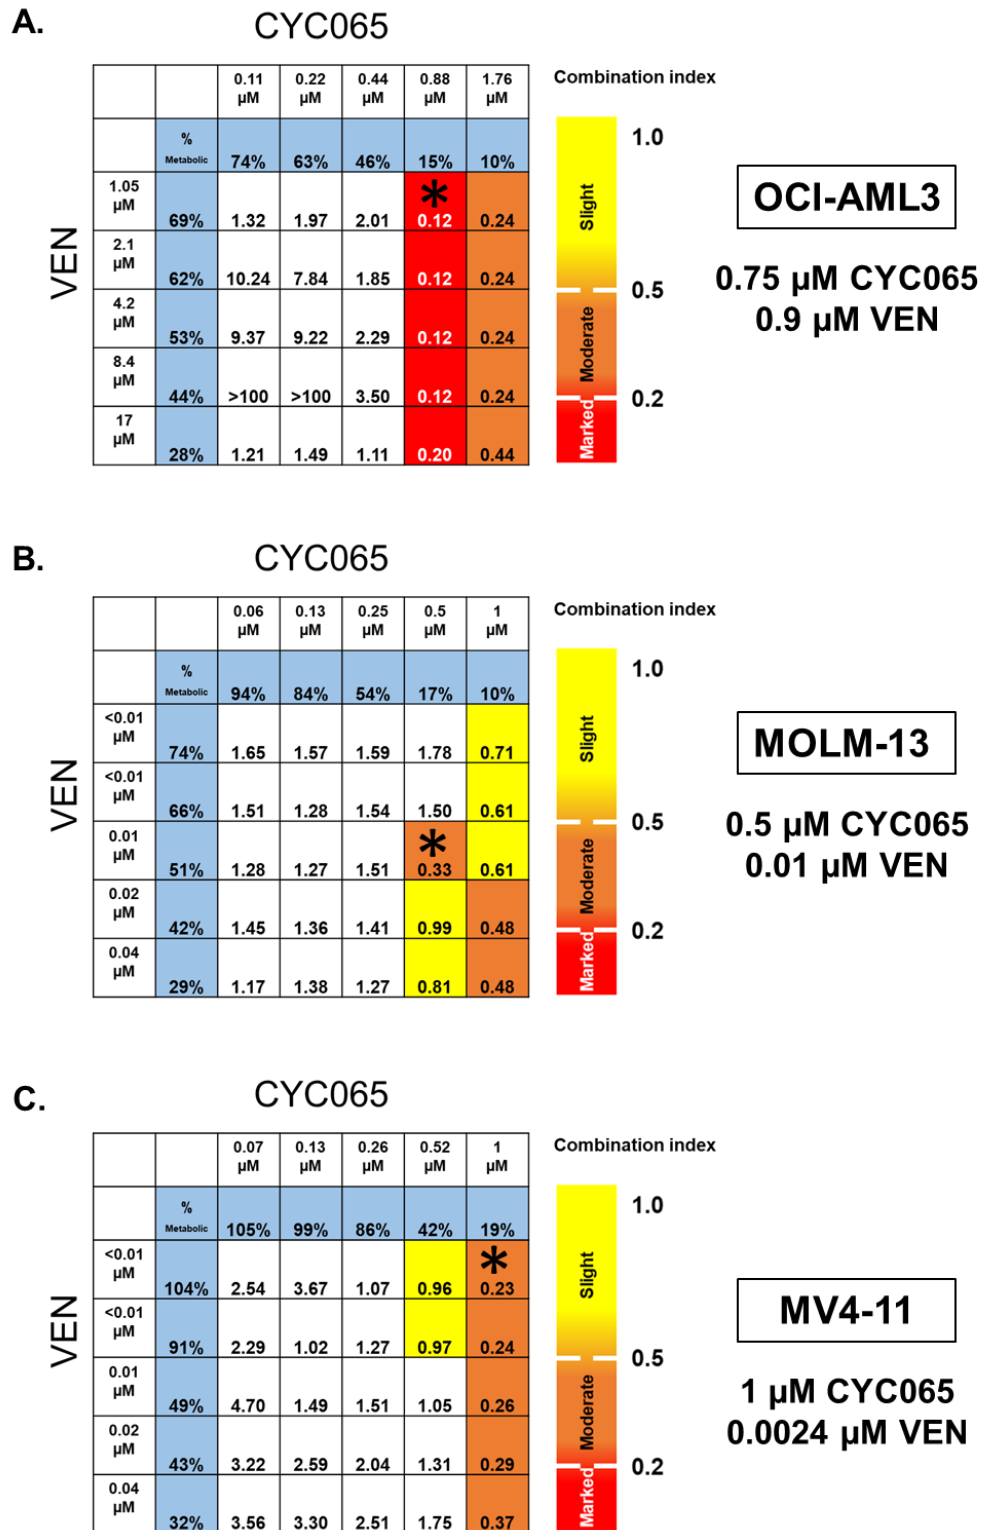 A.
CYC065
0.11 µM 0.22 µM 0.44 µM 0.88 µM 1.76 µM
% Metabolic 74% 63% 46% 15% 10%
VEN
1.05 µM 69% 1.32 1.97 2.01 * 0.12 0.24
2.1 µM 62% 10.24 7.84 1.85 0.12 0.24
4.2 µM 53% 9.37 9.22 2.29 0.12 0.24
8.4 µM 44% >100 >100 3.50 0.12 0.24
17 µM 28% 1.21 1.49 1.11 0.20 0.44
Combination index
1.0
Slight
0.5
Moderate
0.2
Marked
OCI-AML3
0.75 µM CYC065
0.9 µM VEN
B.
CYC065
0.06 µM 0.13 µM 0.25 µM 0.5 µM 1 µM
% Metabolic 94% 84% 54% 17% 10%
VEN
<0.01 µM 74% 1.65 1.57 1.59 1.78 0.71
<0.01 µM 66% 1.51 1.28 1.54 1.50 0.61
0.01 µM 51% 1.28 1.27 1.51 * 0.33 0.61
0.02 µM 42% 1.45 1.36 1.41 0.99 0.48
0.04 µM 29% 1.17 1.38 1.27 0.81 0.48
Combination index
1.0
Slight
0.5
Moderate
0.2
Marked
MOLM-13
0.5 µM CYC065
0.01 µM VEN
C.
CYC065
0.07 µM 0.13 µM 0.26 µM 0.52 µM 1 µM
% Metabolic 105% 99% 86% 42% 19%
VEN
<0.01 µM 104% 2.54 3.67 1.07 0.96 * 0.23
<0.01 µM 91% 2.29 1.02 1.27 0.97 0.24
0.01 µM 49% 4.70 1.49 1.51 1.05 0.26
0.02 µM 43% 3.22 2.59 2.04 1.31 0.29
0.04 µM 32% 3.56 3.30 2.51 1.75 0.37
Combination index
1.0
Slight
0.5
Moderate
0.2
Marked
MV4-11
1 µM CYC065
0.0024 µM VEN